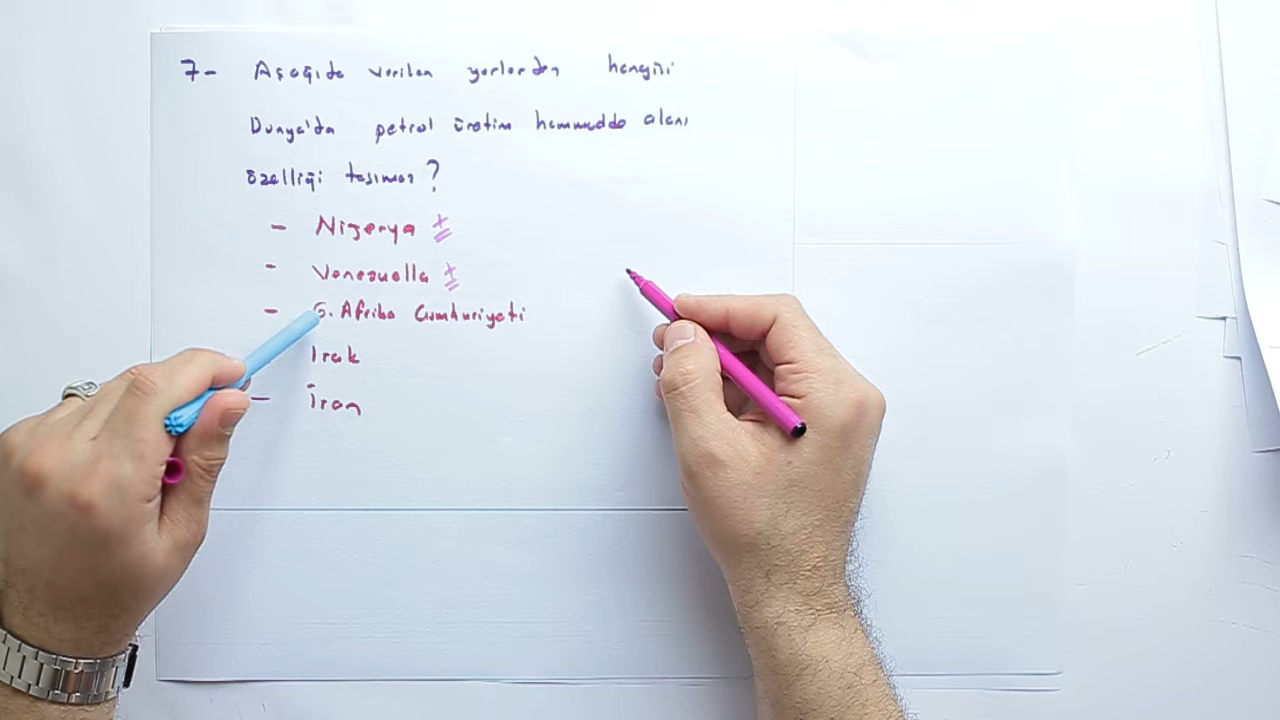 7- Aşağıda verilen yerlerden hangisi
Dünya'da petrol üretim hammadde alanı
özelliği taşımaz?
- Nijerya ±
- Venezuella ±
- G. Afrika Cumhuriyeti
Irak
- İran